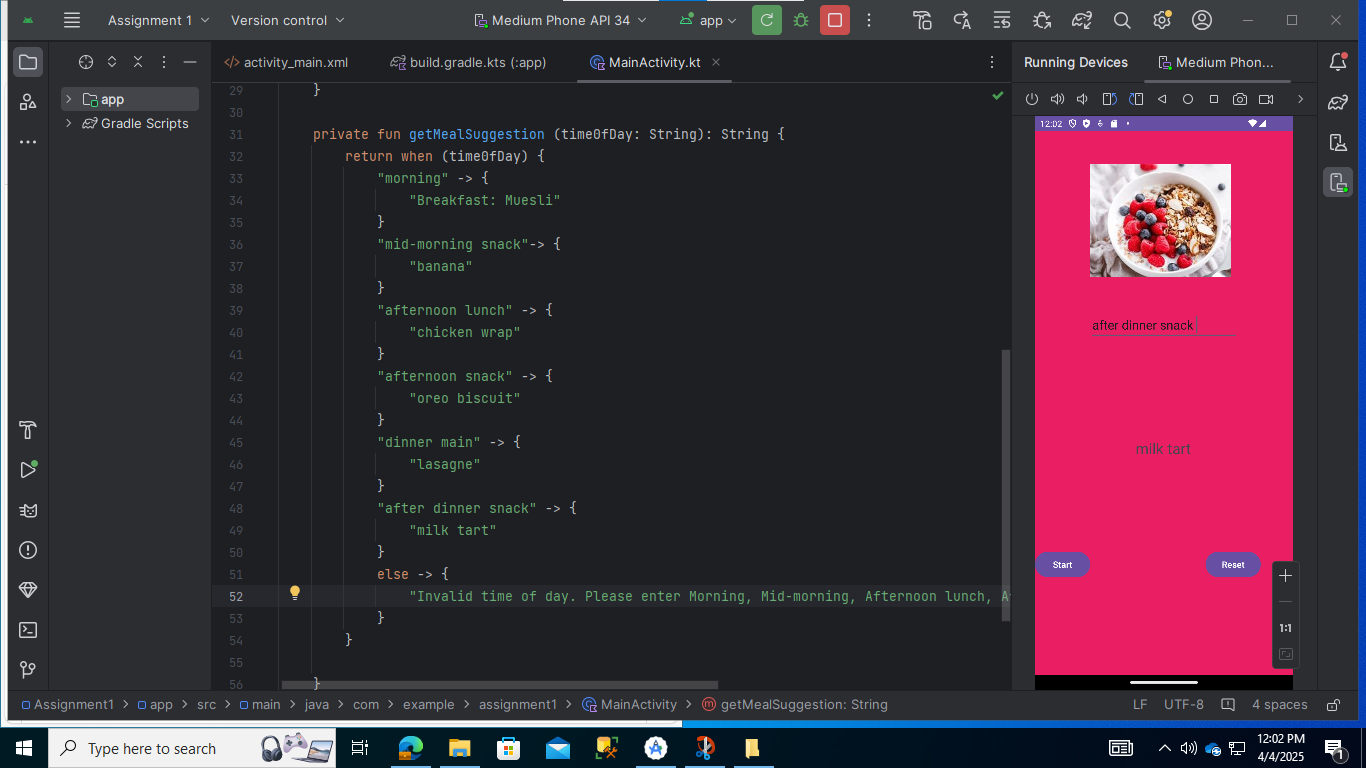 Assignment 1
Version control
Medium Phone API 34
app
activity_main.xml
build.gradle.kts (:app)
MainActivity.kt
Running Devices
Medium Phon...
app
Gradle Scripts
29 }
30
31 private fun getMealSuggestion (timeOfDay: String): String {
32 return when (timeOfDay) {
33 "morning" -> {
34 "Breakfast: Muesli"
35 }
36 "mid-morning snack"-> {
37 "banana"
38 }
39 "afternoon lunch" -> {
40 "chicken wrap"
41 }
42 "afternoon snack" -> {
43 "oreo biscuit"
44 }
45 "dinner main" -> {
46 "lasagne"
47 }
48 "after dinner snack" -> {
49 "milk tart"
50 }
51 else -> {
52 "Invalid time of day. Please enter Morning, Mid-morning, Afternoon lunch, A
53 }
54 }
55
56 }
12:02
after dinner snack
milk tart
Start
Reset
1:1
Assignment1 > app > src > main > java > com > example > assignment1 > MainActivity > getMealSuggestion: String
LF
UTF-8
4 spaces
Type here to search
12:02 PM
4/4/2025
1